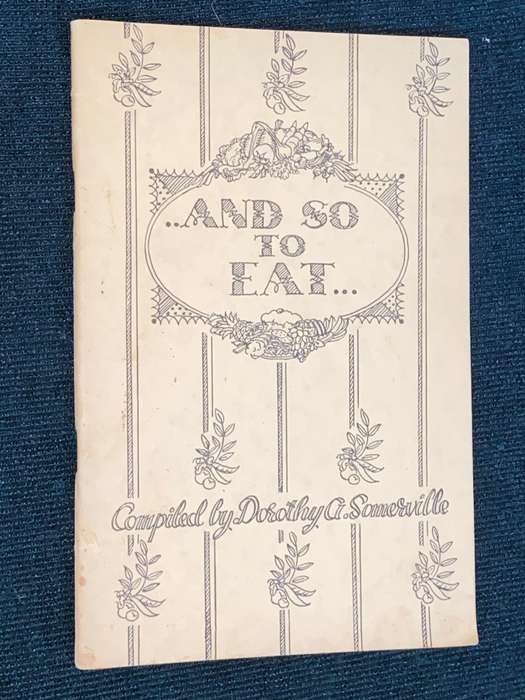 ..AND SO
TO
EAT...
Compiled by Dorothy A. Somerville